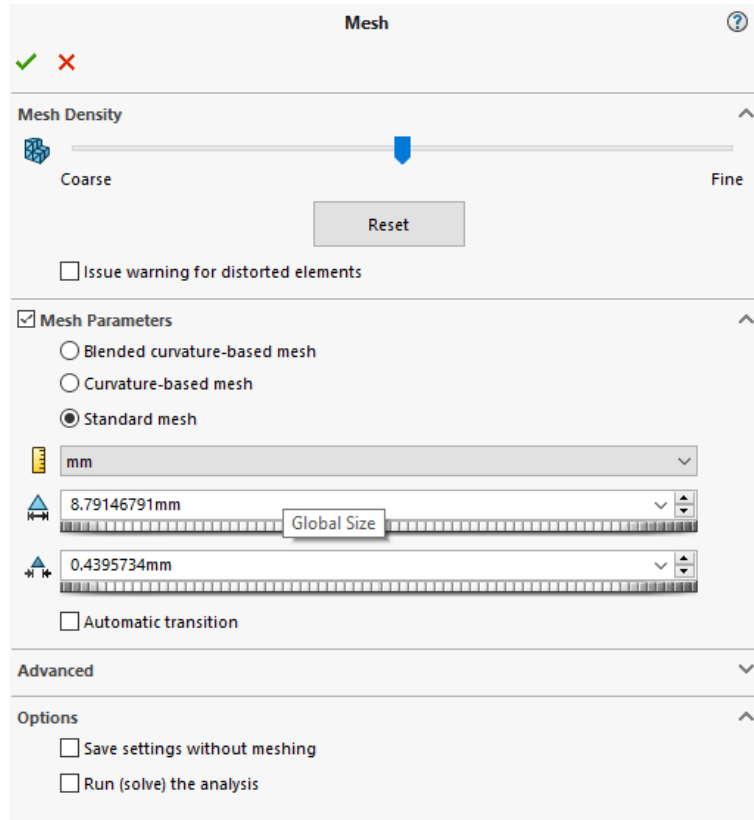 Mesh
Mesh Density
Coarse Fine
Reset
Issue warning for distorted elements
Mesh Parameters
Blended curvature-based mesh
Curvature-based mesh
Standard mesh
mm
8.79146791mm
Global Size
0.4395734mm
Automatic transition
Advanced
Options
Save settings without meshing
Run (solve) the analysis